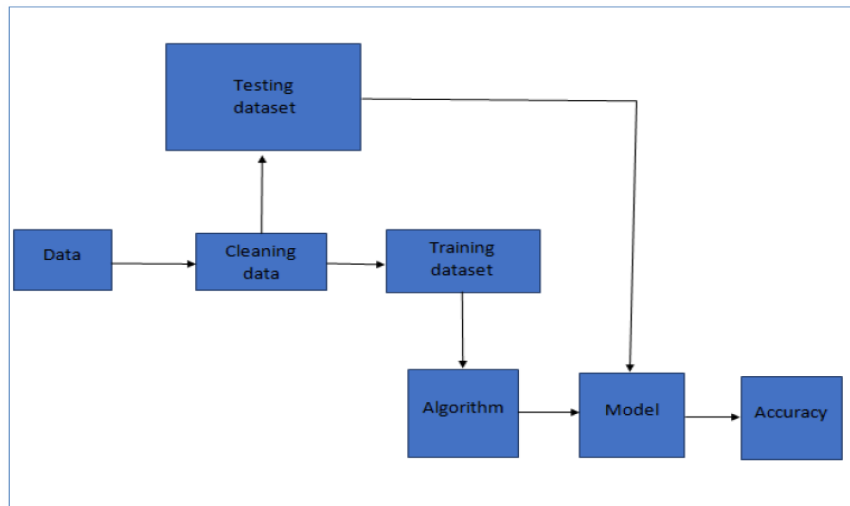 Testing
dataset
Data
Cleaning
data
Training
dataset
Algorithm
Model
Accuracy